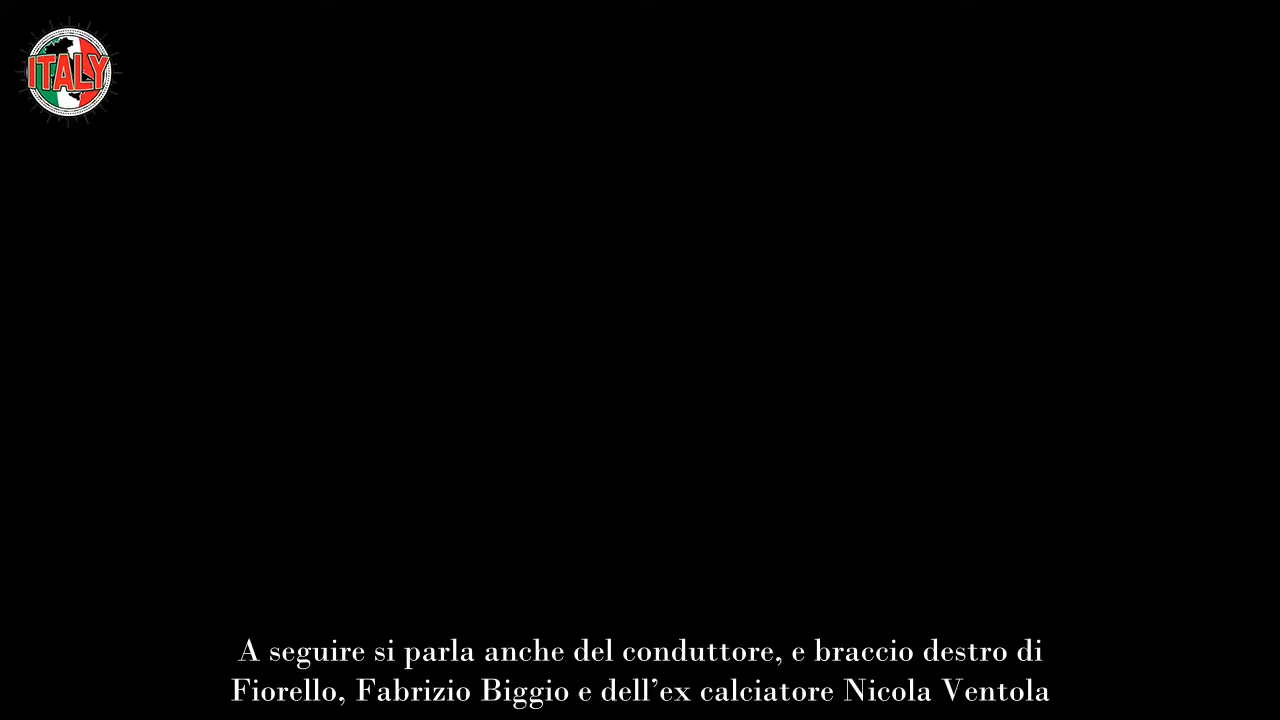 ITALY
A seguire si parla anche del conduttore, e braccio destro di
Fiorello, Fabrizio Biggio e dell’ex calciatore Nicola Ventola